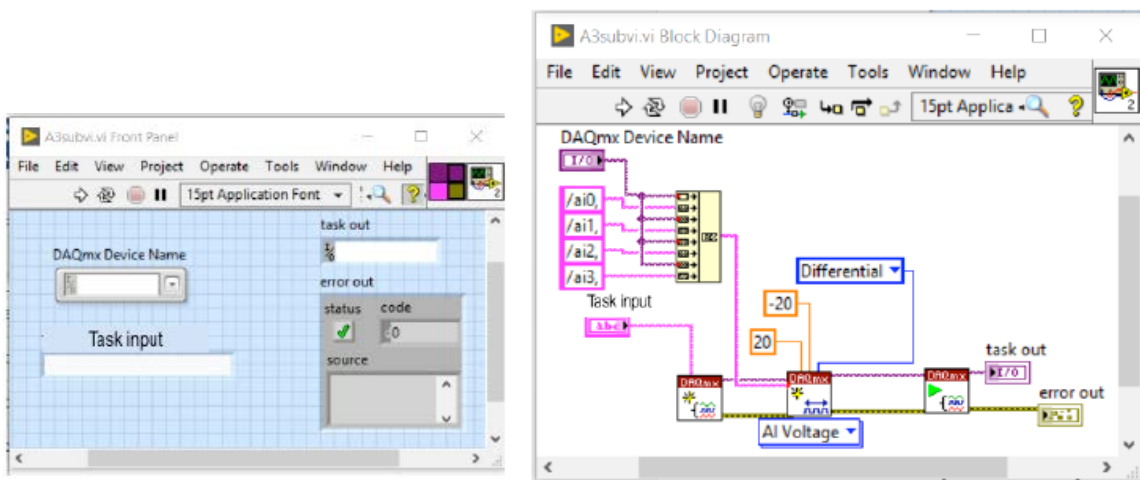 A3subvi.vi Front Panel
File Edit View Project Operate Tools Window Help
15pt Application Font
2
task out
DAQmx Device Name
error out
status code
0
Task input
source
A3subvi.vi Block Diagram
File Edit View Project Operate Tools Window Help
15pt Applica
2
DAQmx Device Name
I/O
/ai0,
/ai1,
/ai2,
/ai3,
Differential
Task input
abc
-20
20
task out
DAQmx
DAQmx
DAQmx
I/O
error out
AI Voltage